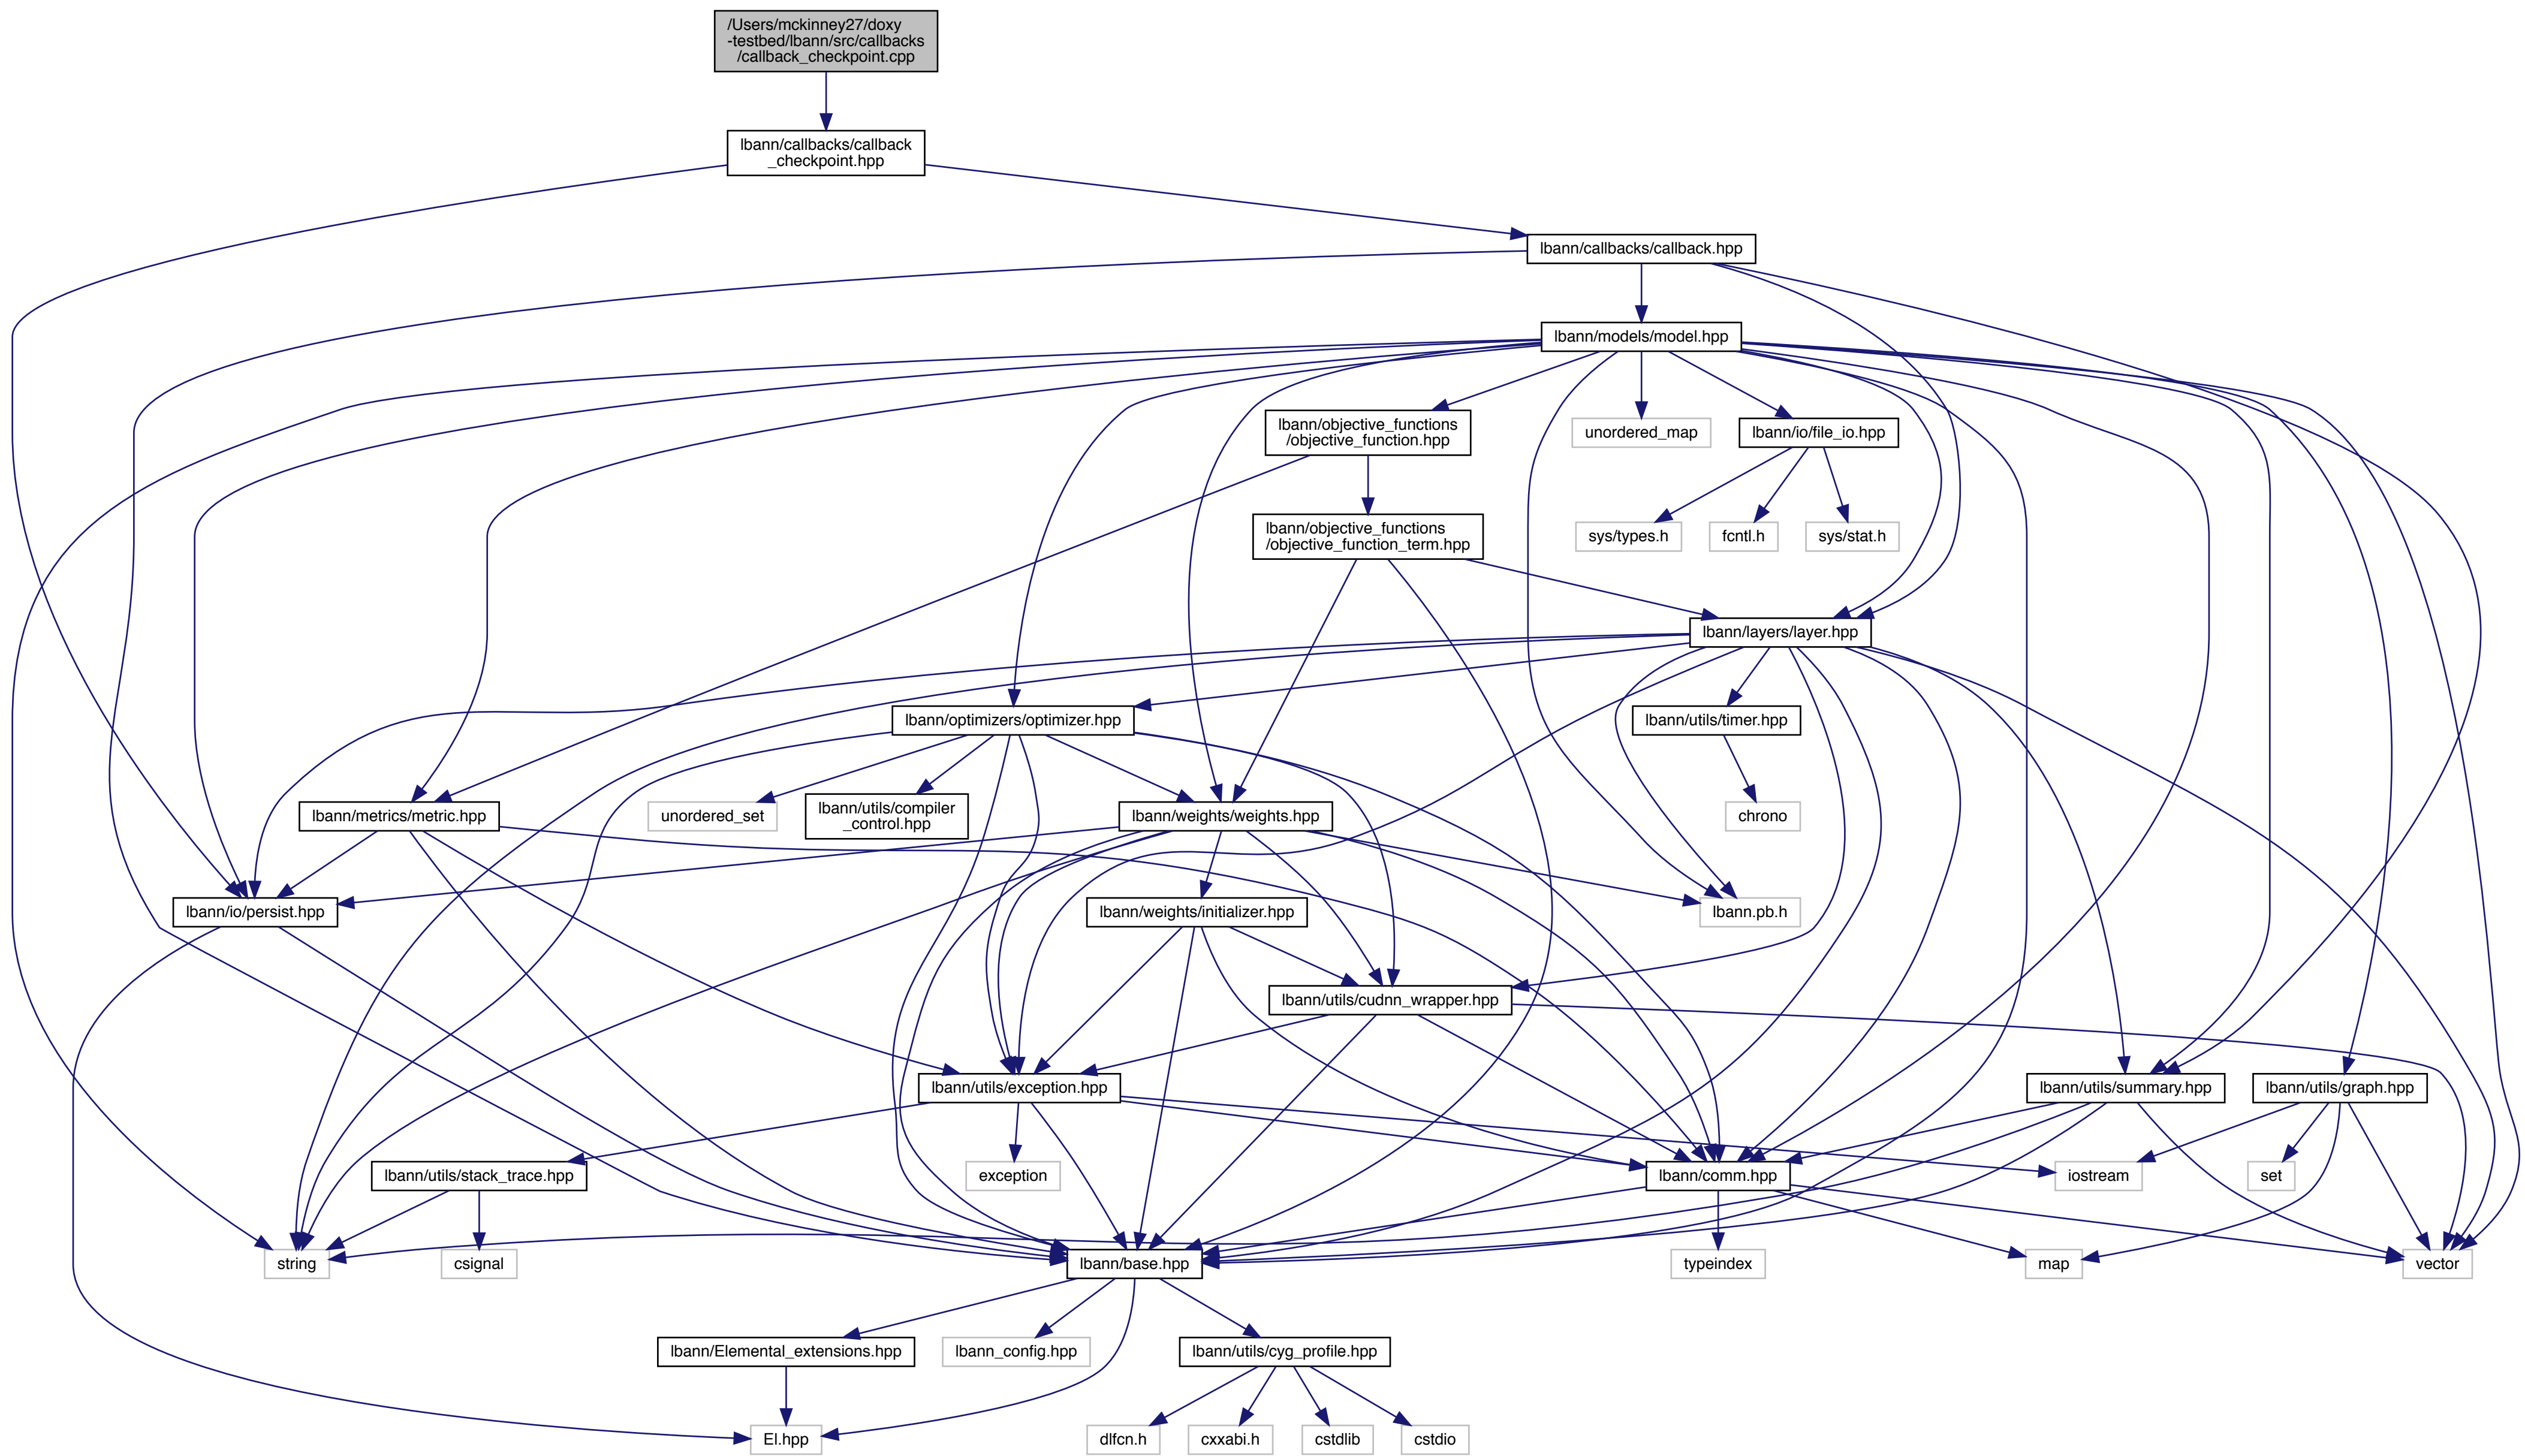 /Users/mckinney27/doxy
-testbed/lbann/src/callbacks
/callback_checkpoint.cpp
lbann/callbacks/callback
_checkpoint.hpp
lbann/callbacks/callback.hpp
lbann/models/model.hpp
lbann/objective_functions
/objective_function.hpp
unordered_map
lbann/io/file_io.hpp
lbann/objective_functions
/objective_function_term.hpp
sys/types.h
fcntl.h
sys/stat.h
lbann/layers/layer.hpp
lbann/optimizers/optimizer.hpp
lbann/utils/timer.hpp
lbann/metrics/metric.hpp
unordered_set
lbann/utils/compiler
_control.hpp
lbann/weights/weights.hpp
chrono
lbann/io/persist.hpp
lbann/weights/initializer.hpp
lbann.pb.h
lbann/utils/cudnn_wrapper.hpp
lbann/utils/exception.hpp
lbann/utils/summary.hpp
lbann/utils/graph.hpp
lbann/utils/stack_trace.hpp
exception
lbann/comm.hpp
iostream
set
string
csignal
lbann/base.hpp
typeindex
map
vector
lbann/Elemental_extensions.hpp
lbann_config.hpp
lbann/utils/cyg_profile.hpp
El.hpp
dlfcn.h
cxxabi.h
cstdlib
cstdio